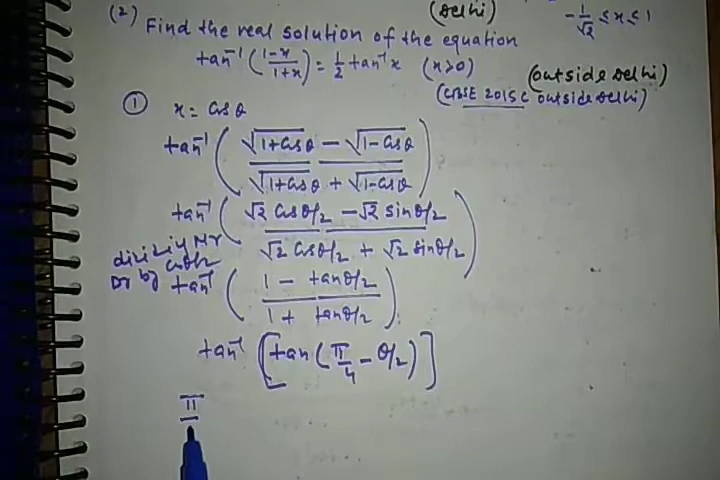 (Delhi)
-1/√2 ≤ x ≤ 1
(2) Find the real solution of the equation
tan⁻¹ (1-x / 1+x) = 1/2 tan⁻¹ x (x>0)
(outside Delhi)
(CBSE 2015C outside Delhi)
① x = cos θ
tan⁻¹ ( √1+cosθ − √1−cosθ / √1+cosθ + √1−cosθ )
tan⁻¹ ( √2 cosθ/2 − √2 sinθ/2 / √2 cosθ/2 + √2 sinθ/2 )
Nr
Dr by cosθ/2
tan⁻¹ ( 1 − tanθ/2 / 1 + tanθ/2 )
tan⁻¹ [ tan ( π/4 − θ/2 ) ]
π